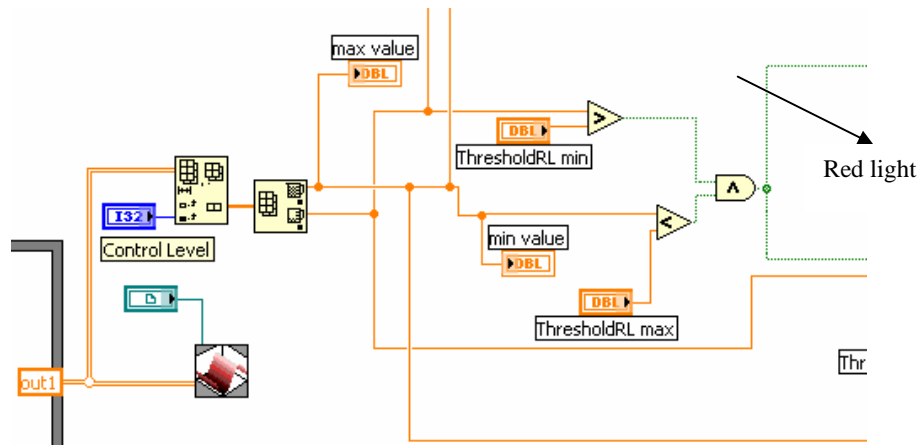 max value
DBL
>
DBL
ThresholdRL min
Red light
^
I32
Control Level
<
min value
DBL
DBL
ThresholdRL max
out1
Thr